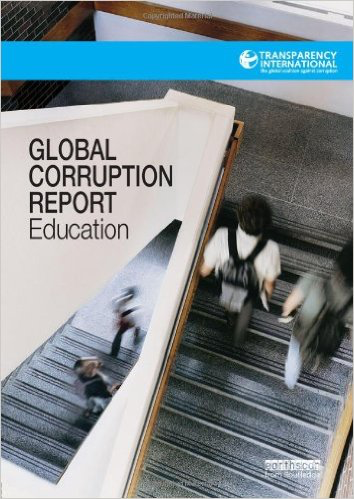 TRANSPARENCY
INTERNATIONAL
the global coalition against corruption
GLOBAL
CORRUPTION
REPORT
Education
earthscan
from Routledge